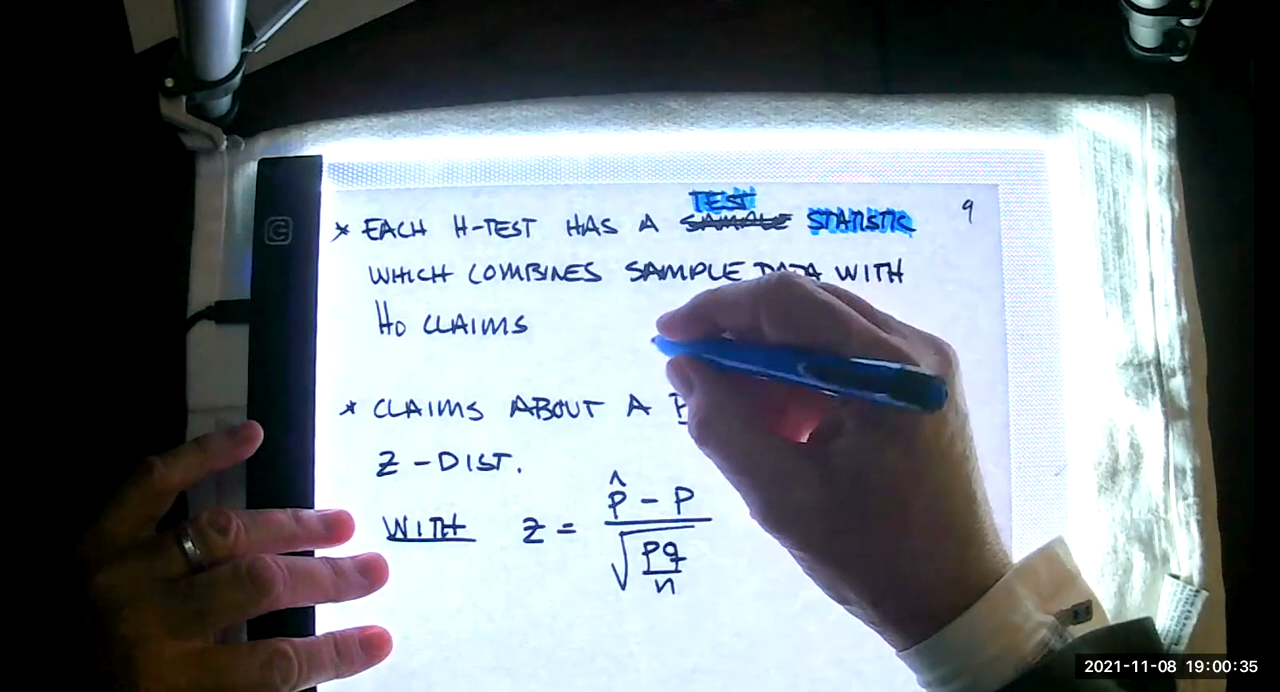 TEST
* EACH H-TEST HAS A SAMPLE STATISTIC 9
WHICH COMBINES SAMPLE DATA WITH
H0 CLAIMS
* CLAIMS ABOUT A
Z-DIST.
WITH z = (p̂ - p) / √(pq/n)
2021-11-08 19:00:35